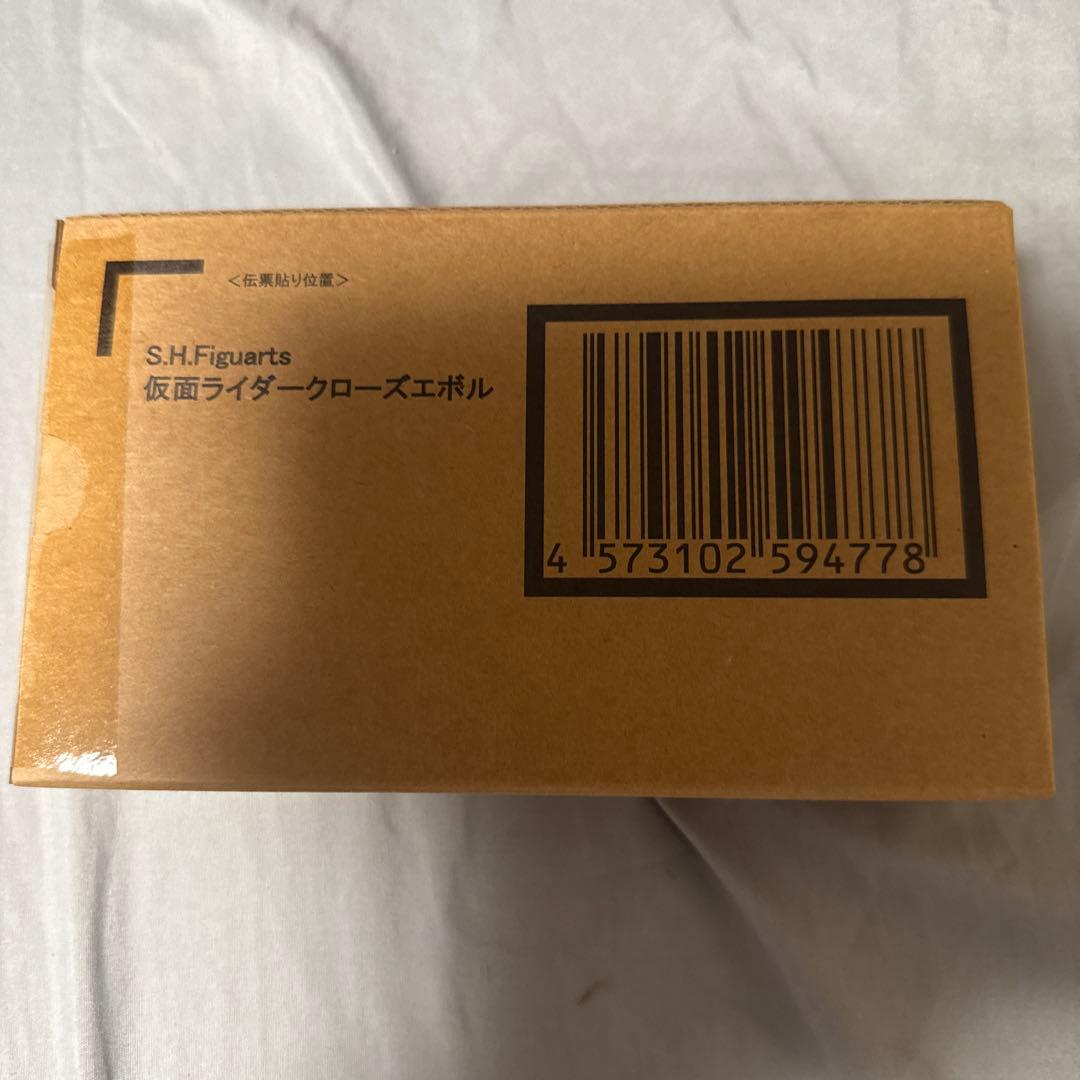 ＜伝票貼り位置＞
S.H.Figuarts
仮面ライダークローズエボル
4 573102 594778